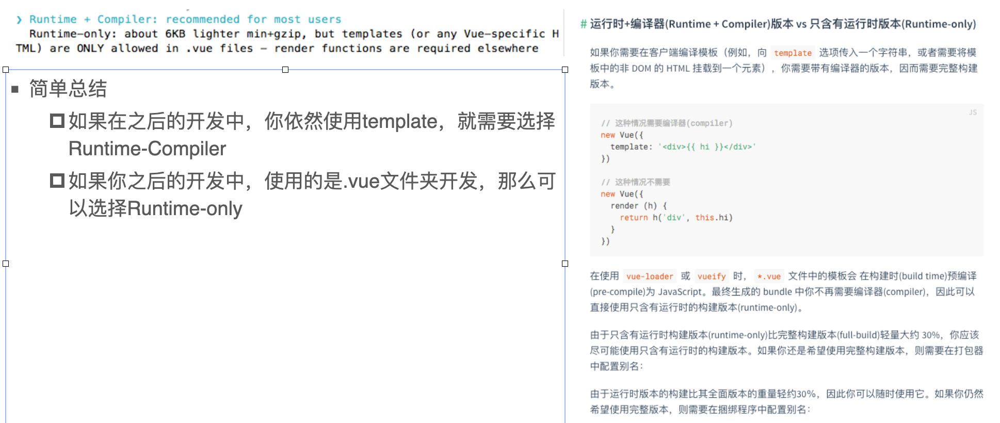 ❯ Runtime + Compiler: recommended for most users
Runtime-only: about 6KB lighter min+gzip, but templates (or any Vue-specific H
TML) are ONLY allowed in .vue files - render functions are required elsewhere
简单总结
如果在之后的开发中，你依然使用template，就需要选择
Runtime-Compiler
如果你之后的开发中，使用的是.vue文件夹开发，那么可
以选择Runtime-only
# 运行时+编译器(Runtime + Compiler)版本 vs 只含有运行时版本(Runtime-only)
如果你需要在客户端编译模板（例如，向 template 选项传入一个字符串，或者需要将模
板中的非 DOM 的 HTML 挂载到一个元素），你需要带有编译器的版本，因而需要完整构建
版本。
JS
// 这种情况需要编译器(compiler)
new Vue({
template: '<div>{{ hi }}</div>'
})
// 这种情况不需要
new Vue({
render (h) {
return h('div', this.hi)
}
})
在使用 vue-loader 或 vueify 时， *.vue 文件中的模板会 在构建时(build time)预编译
(pre-compile)为 JavaScript。最终生成的 bundle 中你不再需要编译器(compiler)，因此可以
直接使用只含有运行时的构建版本(runtime-only)。
由于只含有运行时构建版本(runtime-only)比完整构建版本(full-build)轻量大约 30%，你应该
尽可能使用只含有运行时的构建版本。如果你还是希望使用完整构建版本，则需要在打包器
中配置别名：
由于运行时版本的构建比其全面版本的重量轻约30％，因此你可以随时使用它。如果你仍然
希望使用完整版本，则需要在捆绑程序中配置别名：